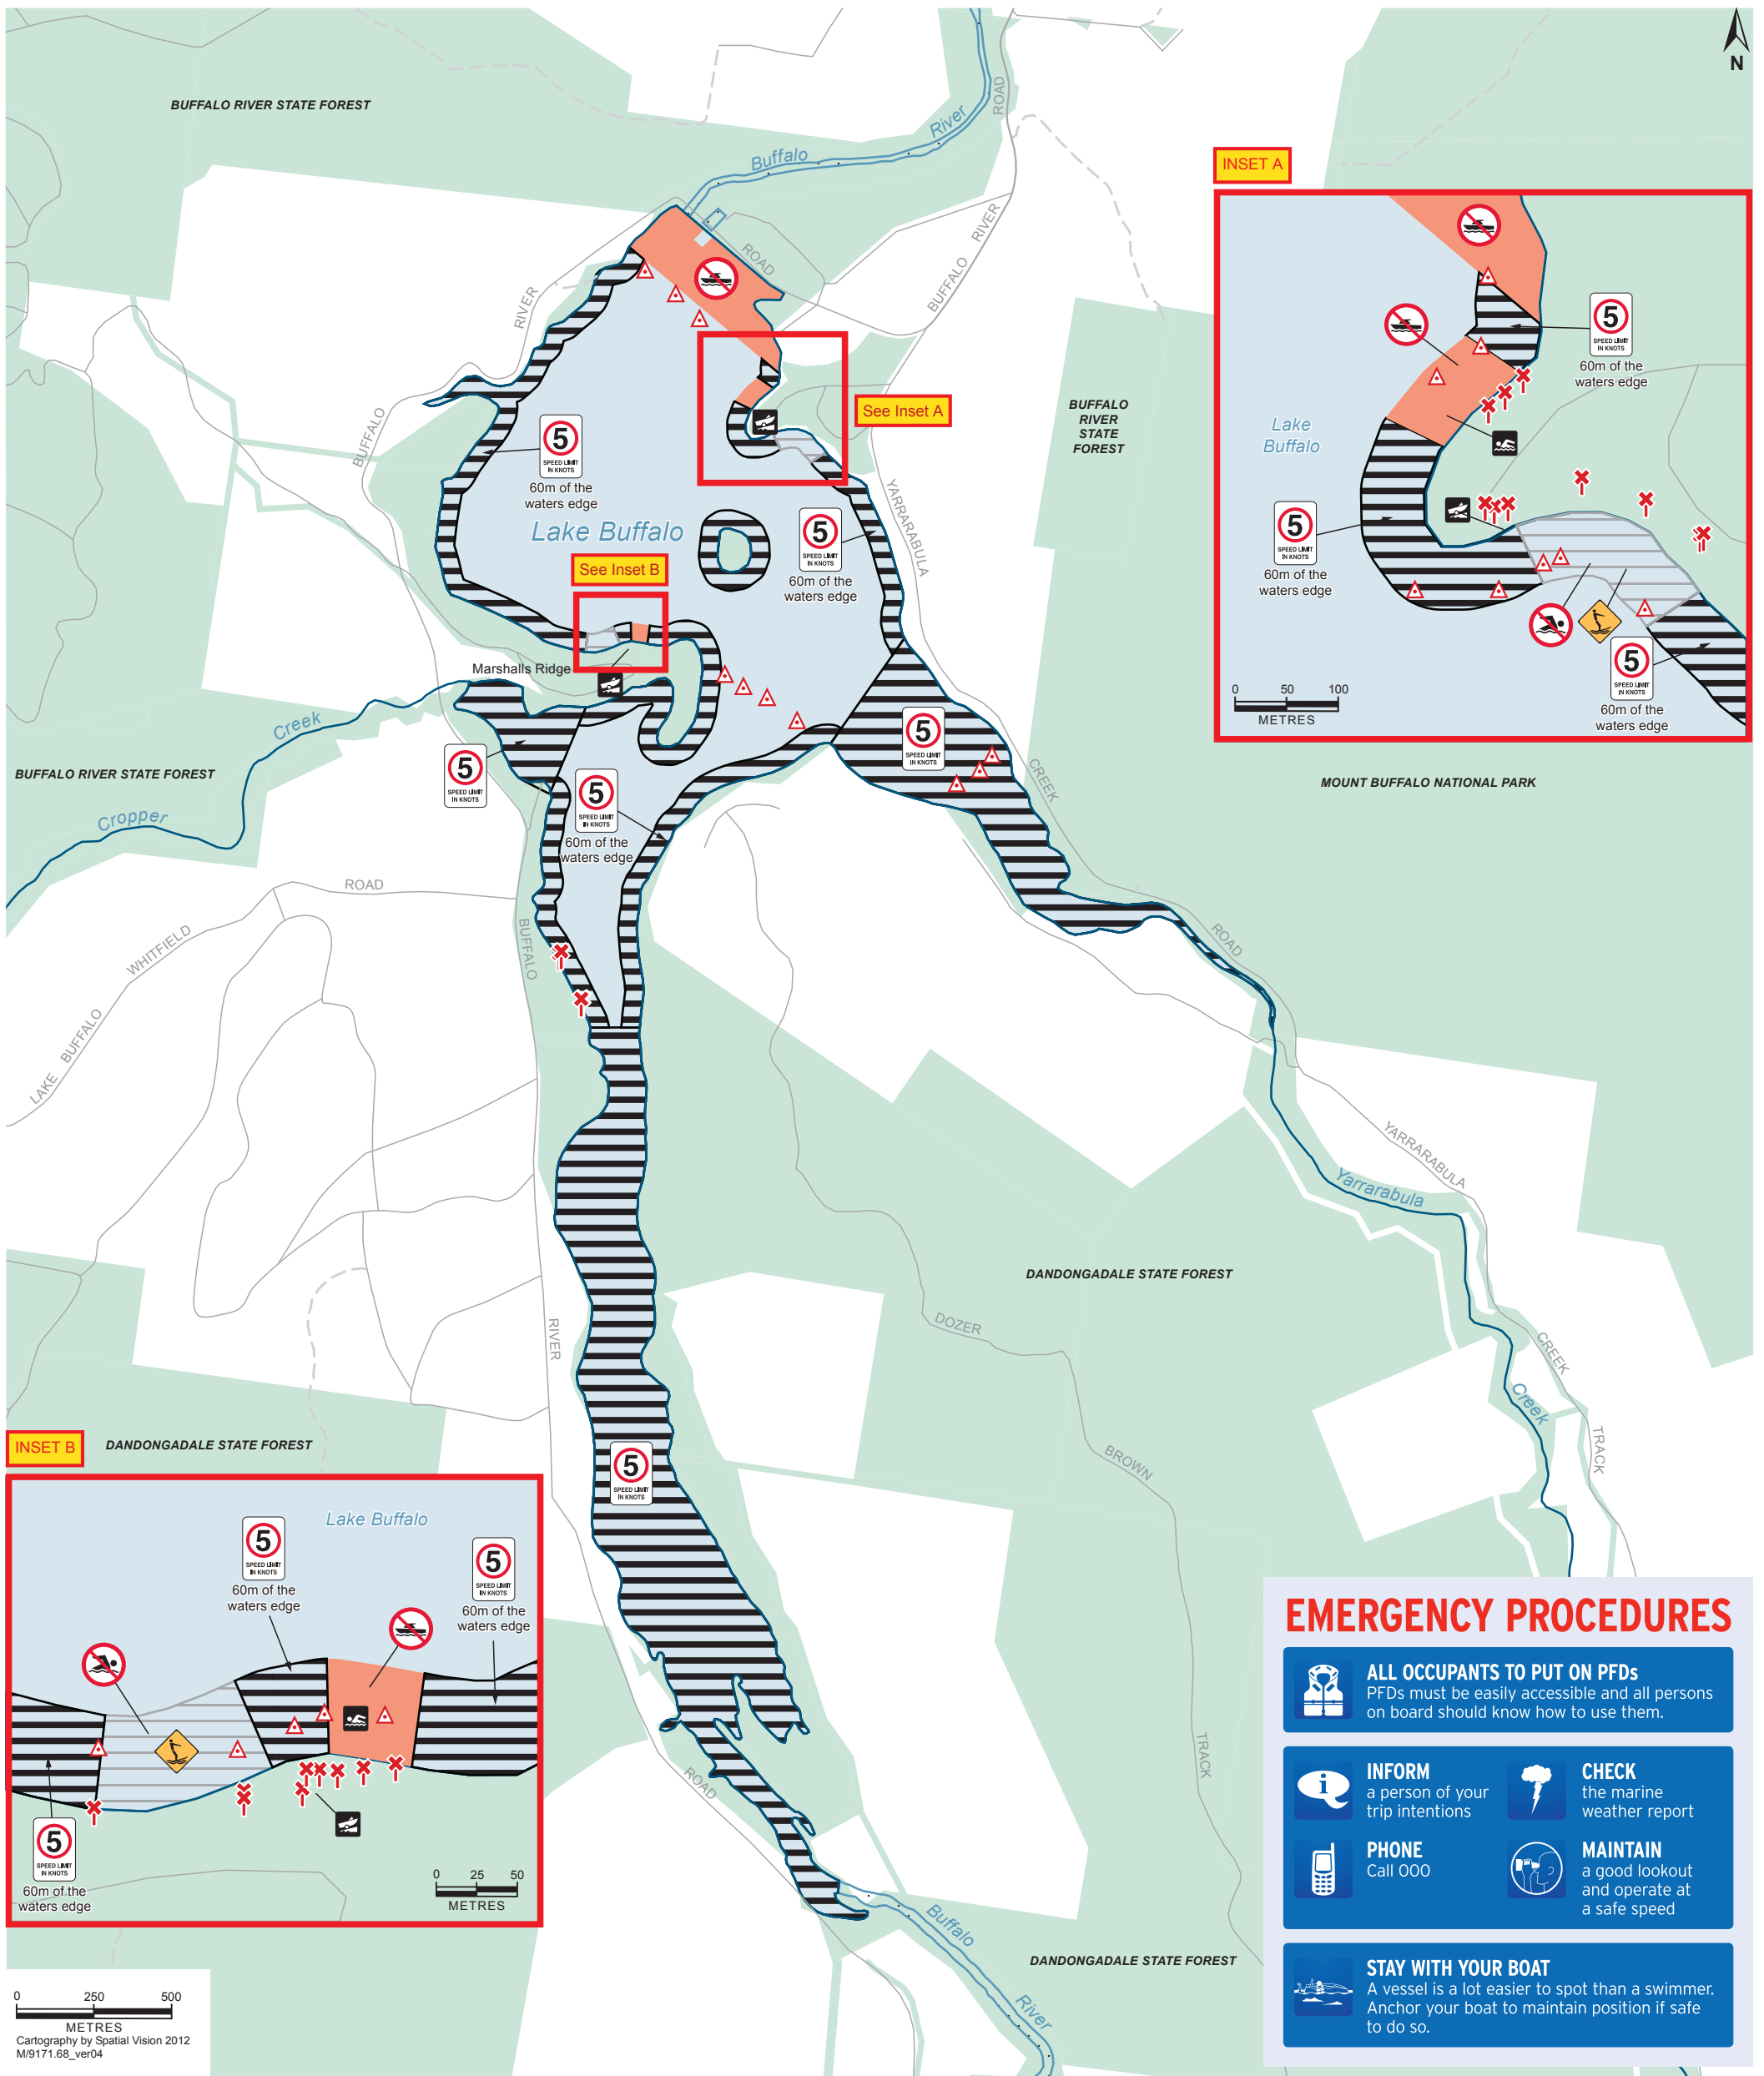 N
BUFFALO RIVER STATE FOREST
River
Buffalo
ROAD
INSET A
ROAD
RIVER
BUFFALO
RIVER
5
SPEED LIMIT
IN KNOTS
60m of the
waters edge
Lake
Buffalo
5
SPEED LIMIT
IN KNOTS
60m of the
waters edge
5
SPEED LIMIT
IN KNOTS
60m of the
waters edge
0 50 100
METRES
See Inset A
BUFFALO
RIVER
STATE
FOREST
BUFFALO
5
SPEED LIMIT
IN KNOTS
60m of the
waters edge
Lake Buffalo
5
SPEED LIMIT
IN KNOTS
60m of the
waters edge
YARRABULA
See Inset B
Marshalls Ridge
Creek
Cropper
BUFFALO RIVER STATE FOREST
5
SPEED LIMIT
IN KNOTS
5
SPEED LIMIT
IN KNOTS
60m of the
waters edge
5
SPEED LIMIT
IN KNOTS
CREEK
MOUNT BUFFALO NATIONAL PARK
ROAD
WHITFIELD
BUFFALO
LAKE
BUFFALO
ROAD
YARRARABULA
Yarrarabula
DANDONGADALE STATE FOREST
DOZER
RIVER
CREEK
Creek
TRACK
BROWN
5
SPEED LIMIT
IN KNOTS
INSET B
DANDONGADALE STATE FOREST
Lake Buffalo
5
SPEED LIMIT
IN KNOTS
60m of the
waters edge
5
SPEED LIMIT
IN KNOTS
60m of the
waters edge
5
SPEED LIMIT
IN KNOTS
60m of the
waters edge
0 25 50
METRES
TRACK
ROAD
Buffalo
River
DANDONGADALE STATE FOREST
EMERGENCY PROCEDURES
ALL OCCUPANTS TO PUT ON PFDs
PFDs must be easily accessible and all persons
on board should know how to use them.
INFORM
a person of your
trip intentions
CHECK
the marine
weather report
PHONE
Call 000
MAINTAIN
a good lookout
and operate at
a safe speed
STAY WITH YOUR BOAT
A vessel is a lot easier to spot than a swimmer.
Anchor your boat to maintain position if safe
to do so.
0 250 500
METRES
Cartography by Spatial Vision 2012
M/9171.68_ver04